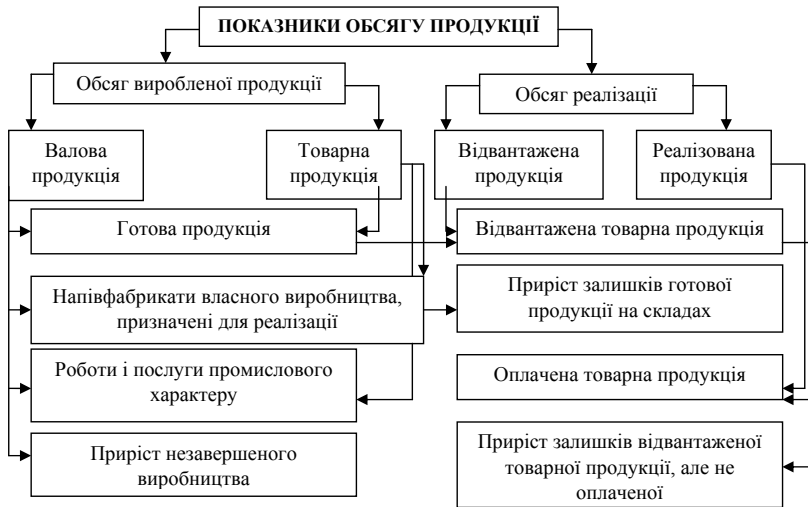 ПОКАЗНИКИ ОБСЯГУ ПРОДУКЦІЇ
Обсяг виробленої продукції
Обсяг реалізації
Валова
продукція
Товарна
продукція
Відвантажена
продукція
Реалізована
продукція
Готова продукція
Відвантажена товарна продукція
Напівфабрикати власного виробництва,
призначені для реалізації
Приріст залишків готової
продукції на складах
Роботи і послуги промислового
характеру
Оплачена товарна продукція
Приріст незавершеного
виробництва
Приріст залишків відвантаженої
товарної продукції, але не
оплаченої